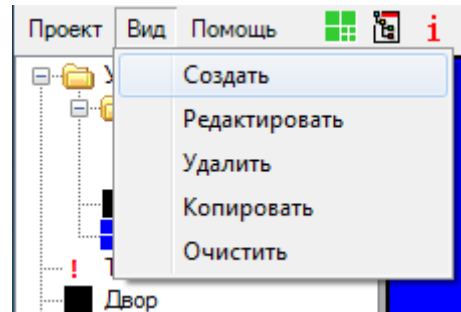 Проект Вид Помощь
Создать
Редактировать
Удалить
Копировать
Очистить
Двор